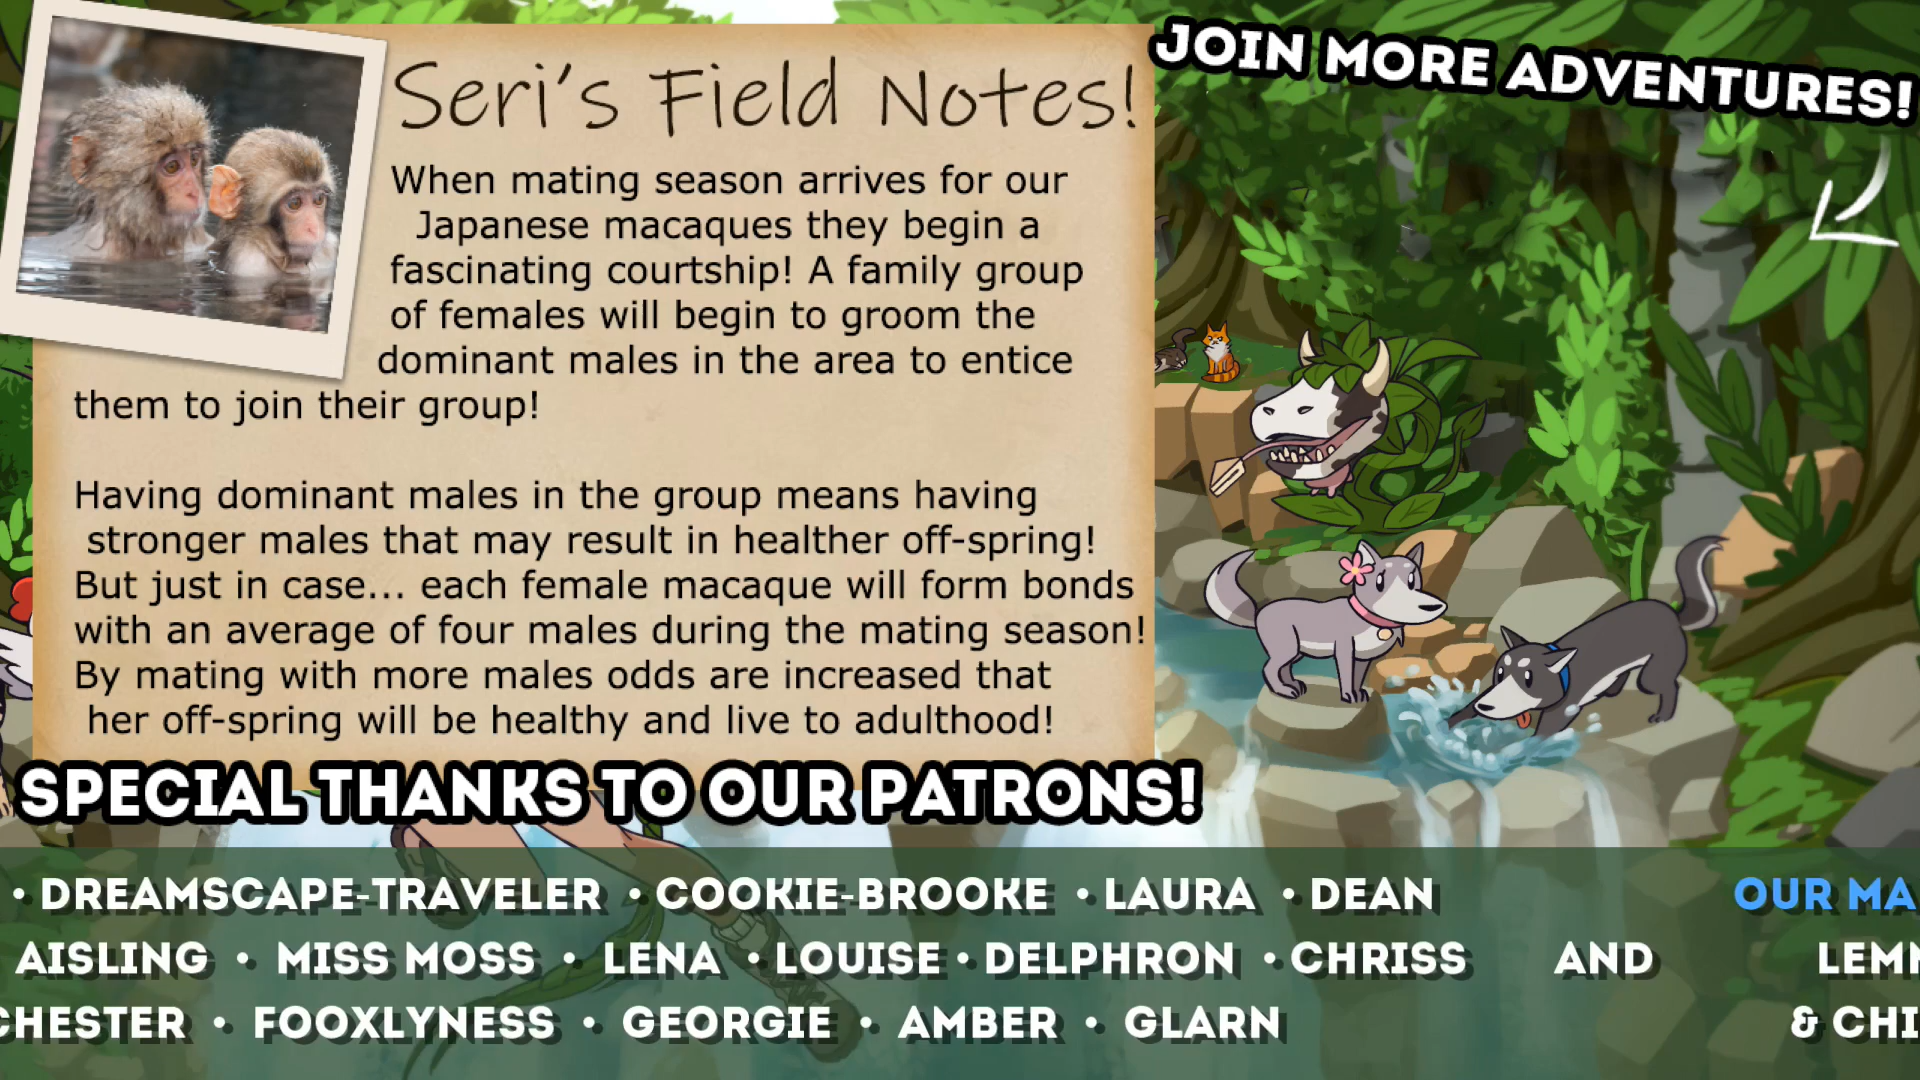 Seri's Field Notes!
JOIN MORE ADVENTURES!
When mating season arrives for our
Japanese macaques they begin a
fascinating courtship! A family group
of females will begin to groom the
dominant males in the area to entice
them to join their group!
Having dominant males in the group means having
stronger males that may result in healther off-spring!
But just in case... each female macaque will form bonds
with an average of four males during the mating season!
By mating with more males odds are increased that
her off-spring will be healthy and live to adulthood!
SPECIAL THANKS TO OUR PATRONS!
• DREAMSCAPE-TRAVELER • COOKIE-BROOKE • LAURA • DEAN OUR MA
AISLING • MISS MOSS • LENA • LOUISE • DELPHRON • CHRISS AND LEM
CHESTER • FOOXLYNESS • GEORGIE • AMBER • GLARN & CHI